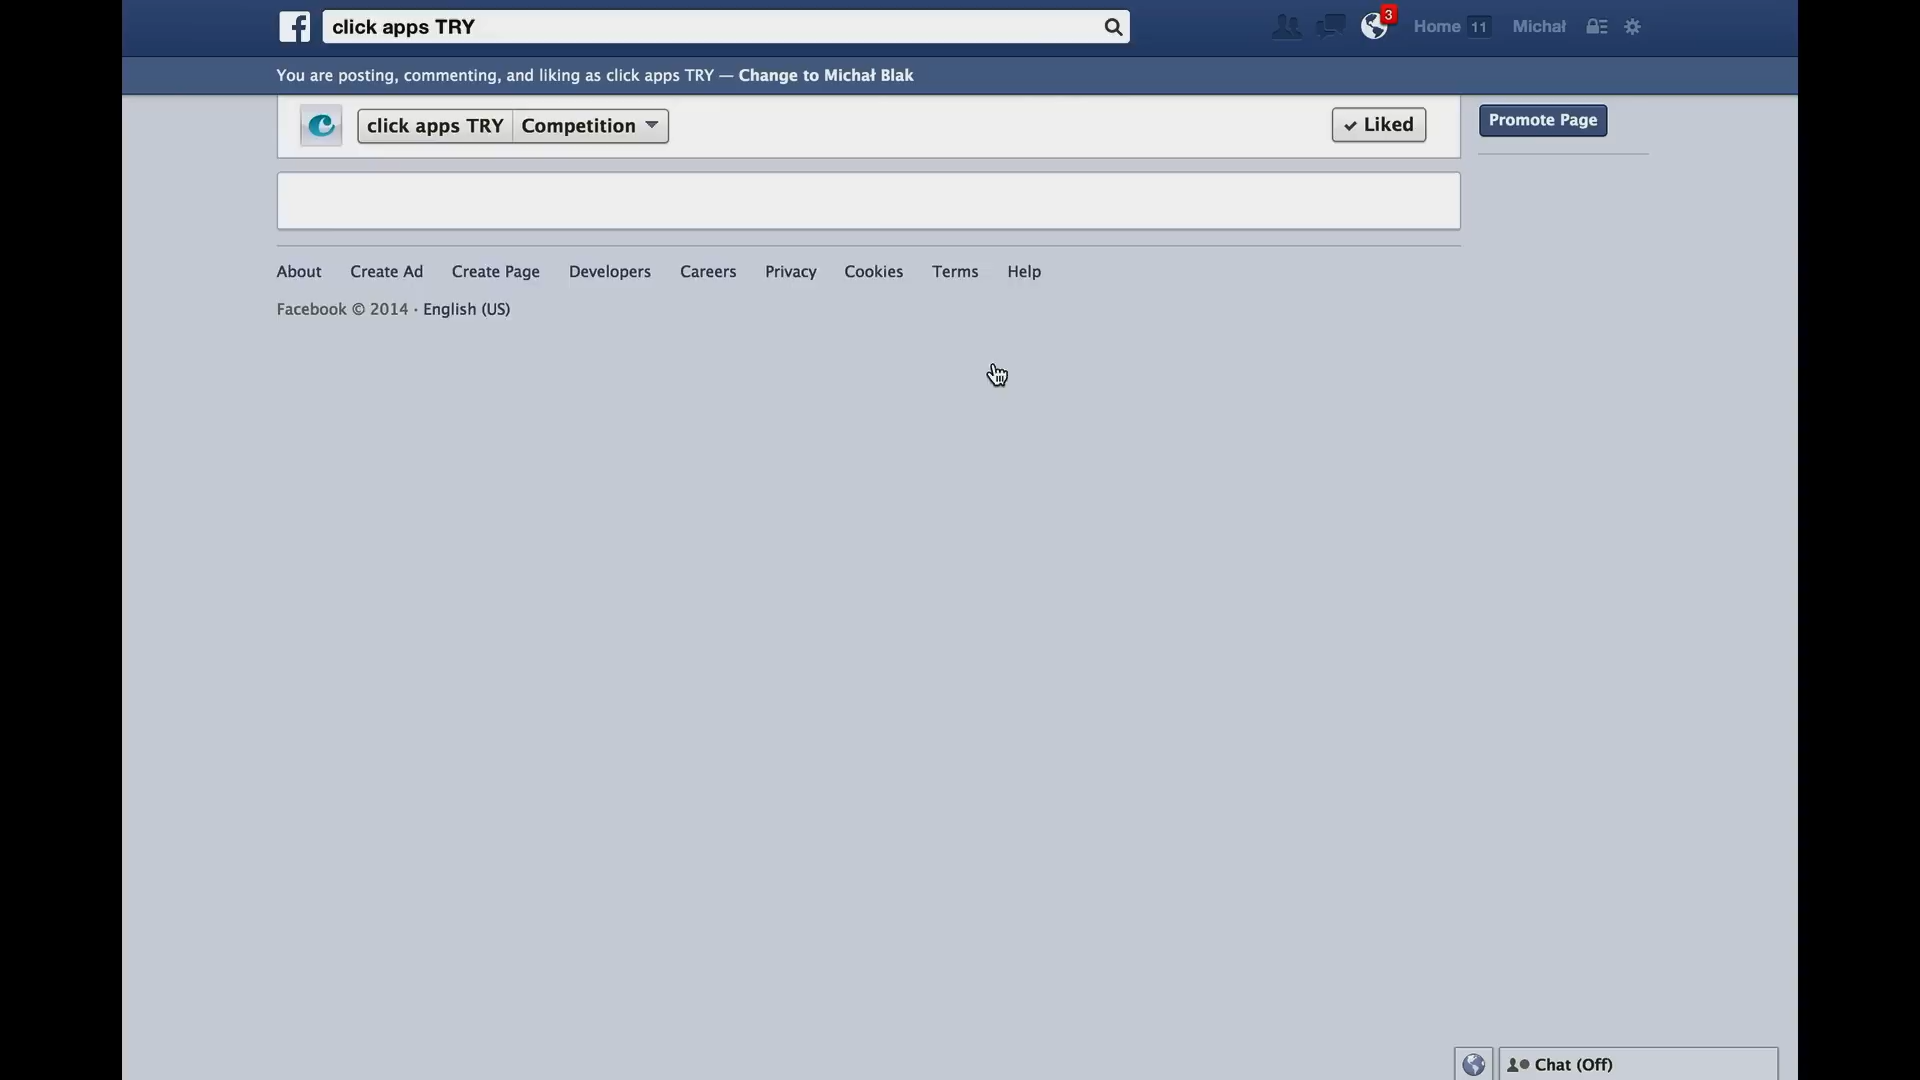 click apps TRY
3
Home 11 Michał
You are posting, commenting, and liking as click apps TRY — Change to Michał Blak
click apps TRY Competition
Liked
Promote Page
About Create Ad Create Page Developers Careers Privacy Cookies Terms Help
Facebook © 2014 · English (US)
Chat (Off)